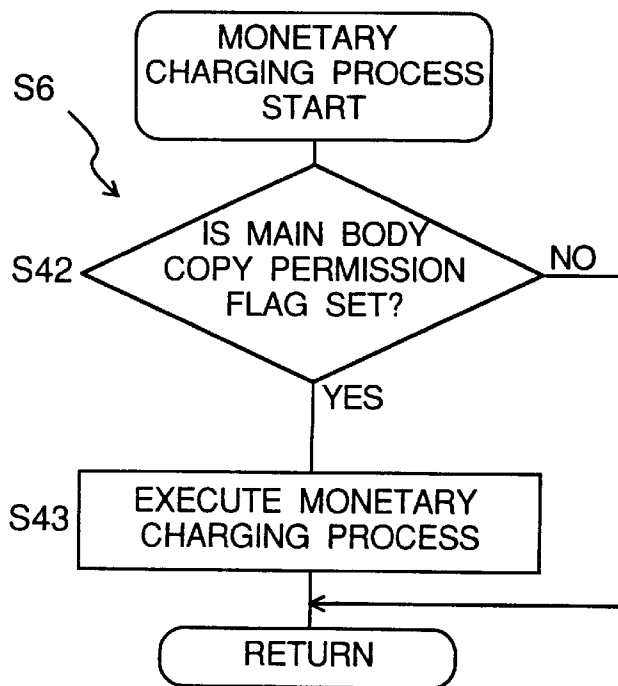 MONETARY
CHARGING PROCESS
START
S6
IS MAIN BODY
COPY PERMISSION
FLAG SET?
S42
NO
YES
S43
EXECUTE MONETARY
CHARGING PROCESS
RETURN